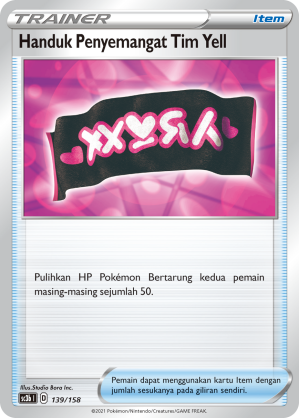 TRAINER
Item
Handuk Penyemangat Tim Yell
Pulihkan HP Pokémon Bertarung kedua pemain
masing-masing sejumlah 50.
Illus.Studio Bora Inc.
sc3b I D 139/158
Pemain dapat menggunakan kartu Item dengan
jumlah sesukanya pada giliran sendiri.
©2021 Pokémon/Nintendo/Creatures/GAME FREAK.